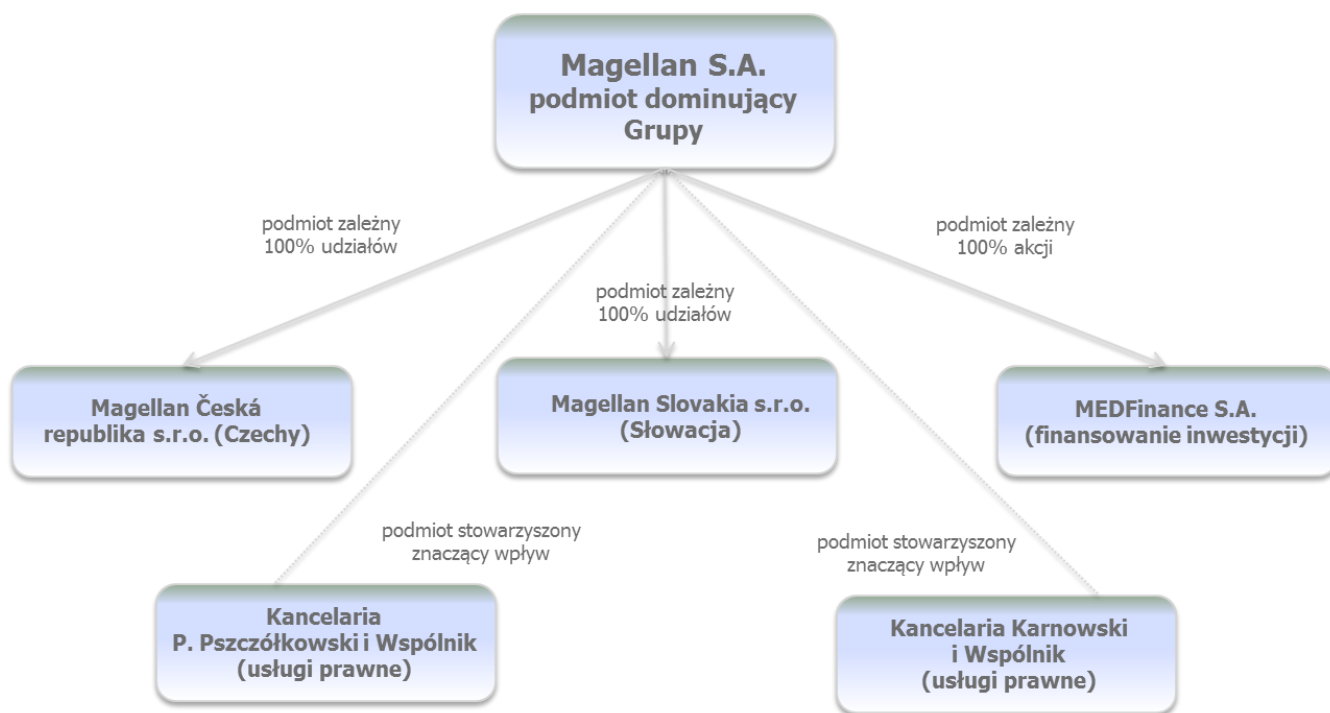 Magellan S.A.
podmiot dominujący
Grupy
podmiot zależny
100% udziałów
podmiot zależny
100% udziałów
podmiot zależny
100% akcji
Magellan Česká
republika s.r.o. (Czechy)
Magellan Slovakia s.r.o.
(Słowacja)
MEDFinance S.A.
(finansowanie inwestycji)
podmiot stowarzyszony
znaczący wpływ
podmiot stowarzyszony
znaczący wpływ
Kancelaria
P. Pszczółkowski i Wspólnik
(usługi prawne)
Kancelaria Karnowski
i Wspólnik
(usługi prawne)